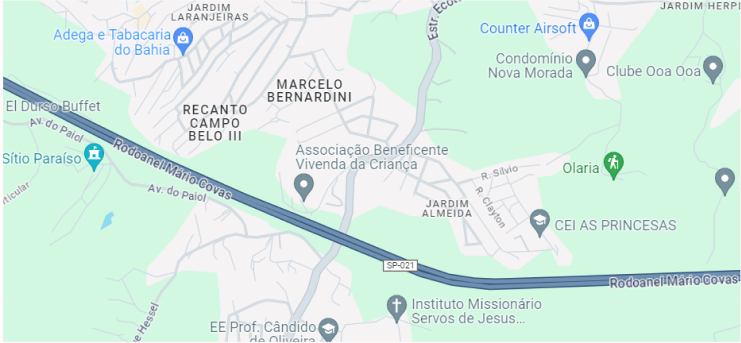 JARDIM
LARANJEIRAS
Adega e Tabacaria
do Bahia
Counter Airsoft
JARDIM HERPL
Condomínio
Nova Morada
Clube Ooa Ooa
MARCELO
BERNARDINI
El Durso Buffet
RECANTO
CAMPO
BELO III
Estr. Ecot
Av. do Paiol
Rodoanel Mário Covas
Associação Beneficente
Vivenda da Criança
Sítio Paraíso
R. Silvio
Olaria
Av. do Paiol
R. Clayton
JARDIM
ALMEIDA
CEI AS PRINCESAS
SP-021
Rodoanel Mário Covas
Instituto Missionário
Servos de Jesus...
EE Prof. Cândido
de Oliveira
Hessel